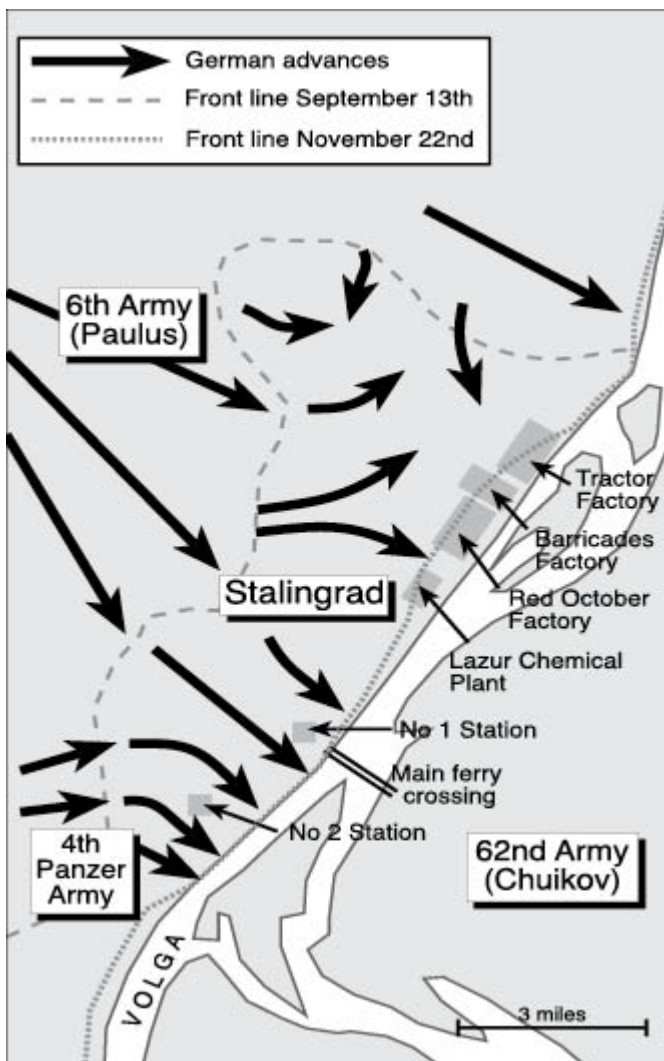 German advances
Front line September 13th
Front line November 22nd
6th Army
(Paulus)
Tractor
Factory
Barricades
Factory
Stalingrad
Red October
Factory
Lazur Chemical
Plant
No 1 Station
Main ferry
crossing
No 2 Station
4th
Panzer
Army
62nd Army
(Chuikov)
VOLGA
3 miles